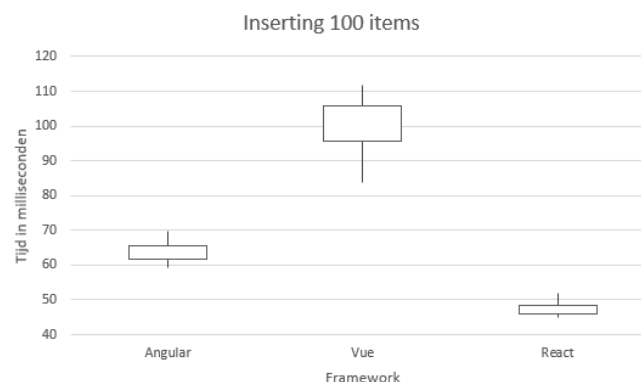 Inserting 100 items
120
110
100
90
80
70
60
50
40
Tijd in milliseconden
Angular Vue React
Framework